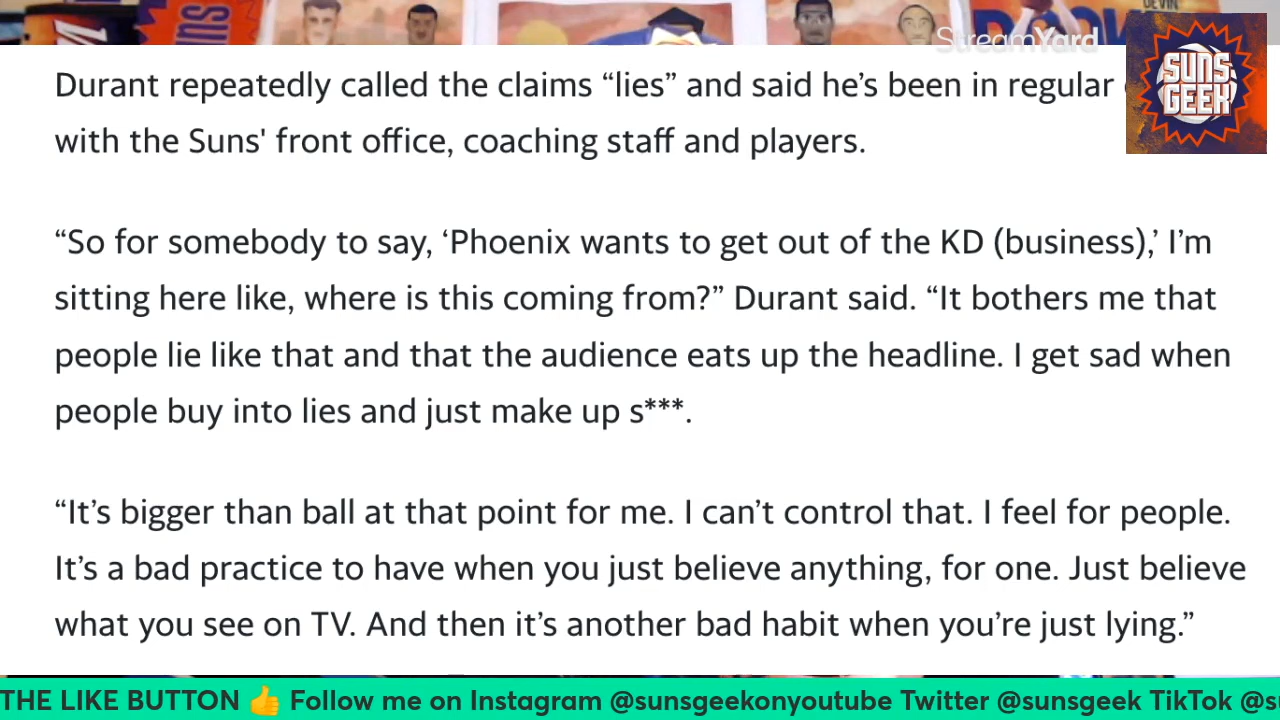 SUNS
DEVIN
StreamYard
SUNS
GEEK
Durant repeatedly called the claims “lies” and said he’s been in regular
with the Suns' front office, coaching staff and players.
“So for somebody to say, ‘Phoenix wants to get out of the KD (business),’ I’m
sitting here like, where is this coming from?” Durant said. “It bothers me that
people lie like that and that the audience eats up the headline. I get sad when
people buy into lies and just make up s***.
“It’s bigger than ball at that point for me. I can’t control that. I feel for people.
It’s a bad practice to have when you just believe anything, for one. Just believe
what you see on TV. And then it’s another bad habit when you’re just lying.”
THE LIKE BUTTON 👍 Follow me on Instagram @sunsgeekonyoutube Twitter @sunsgeek TikTok @s